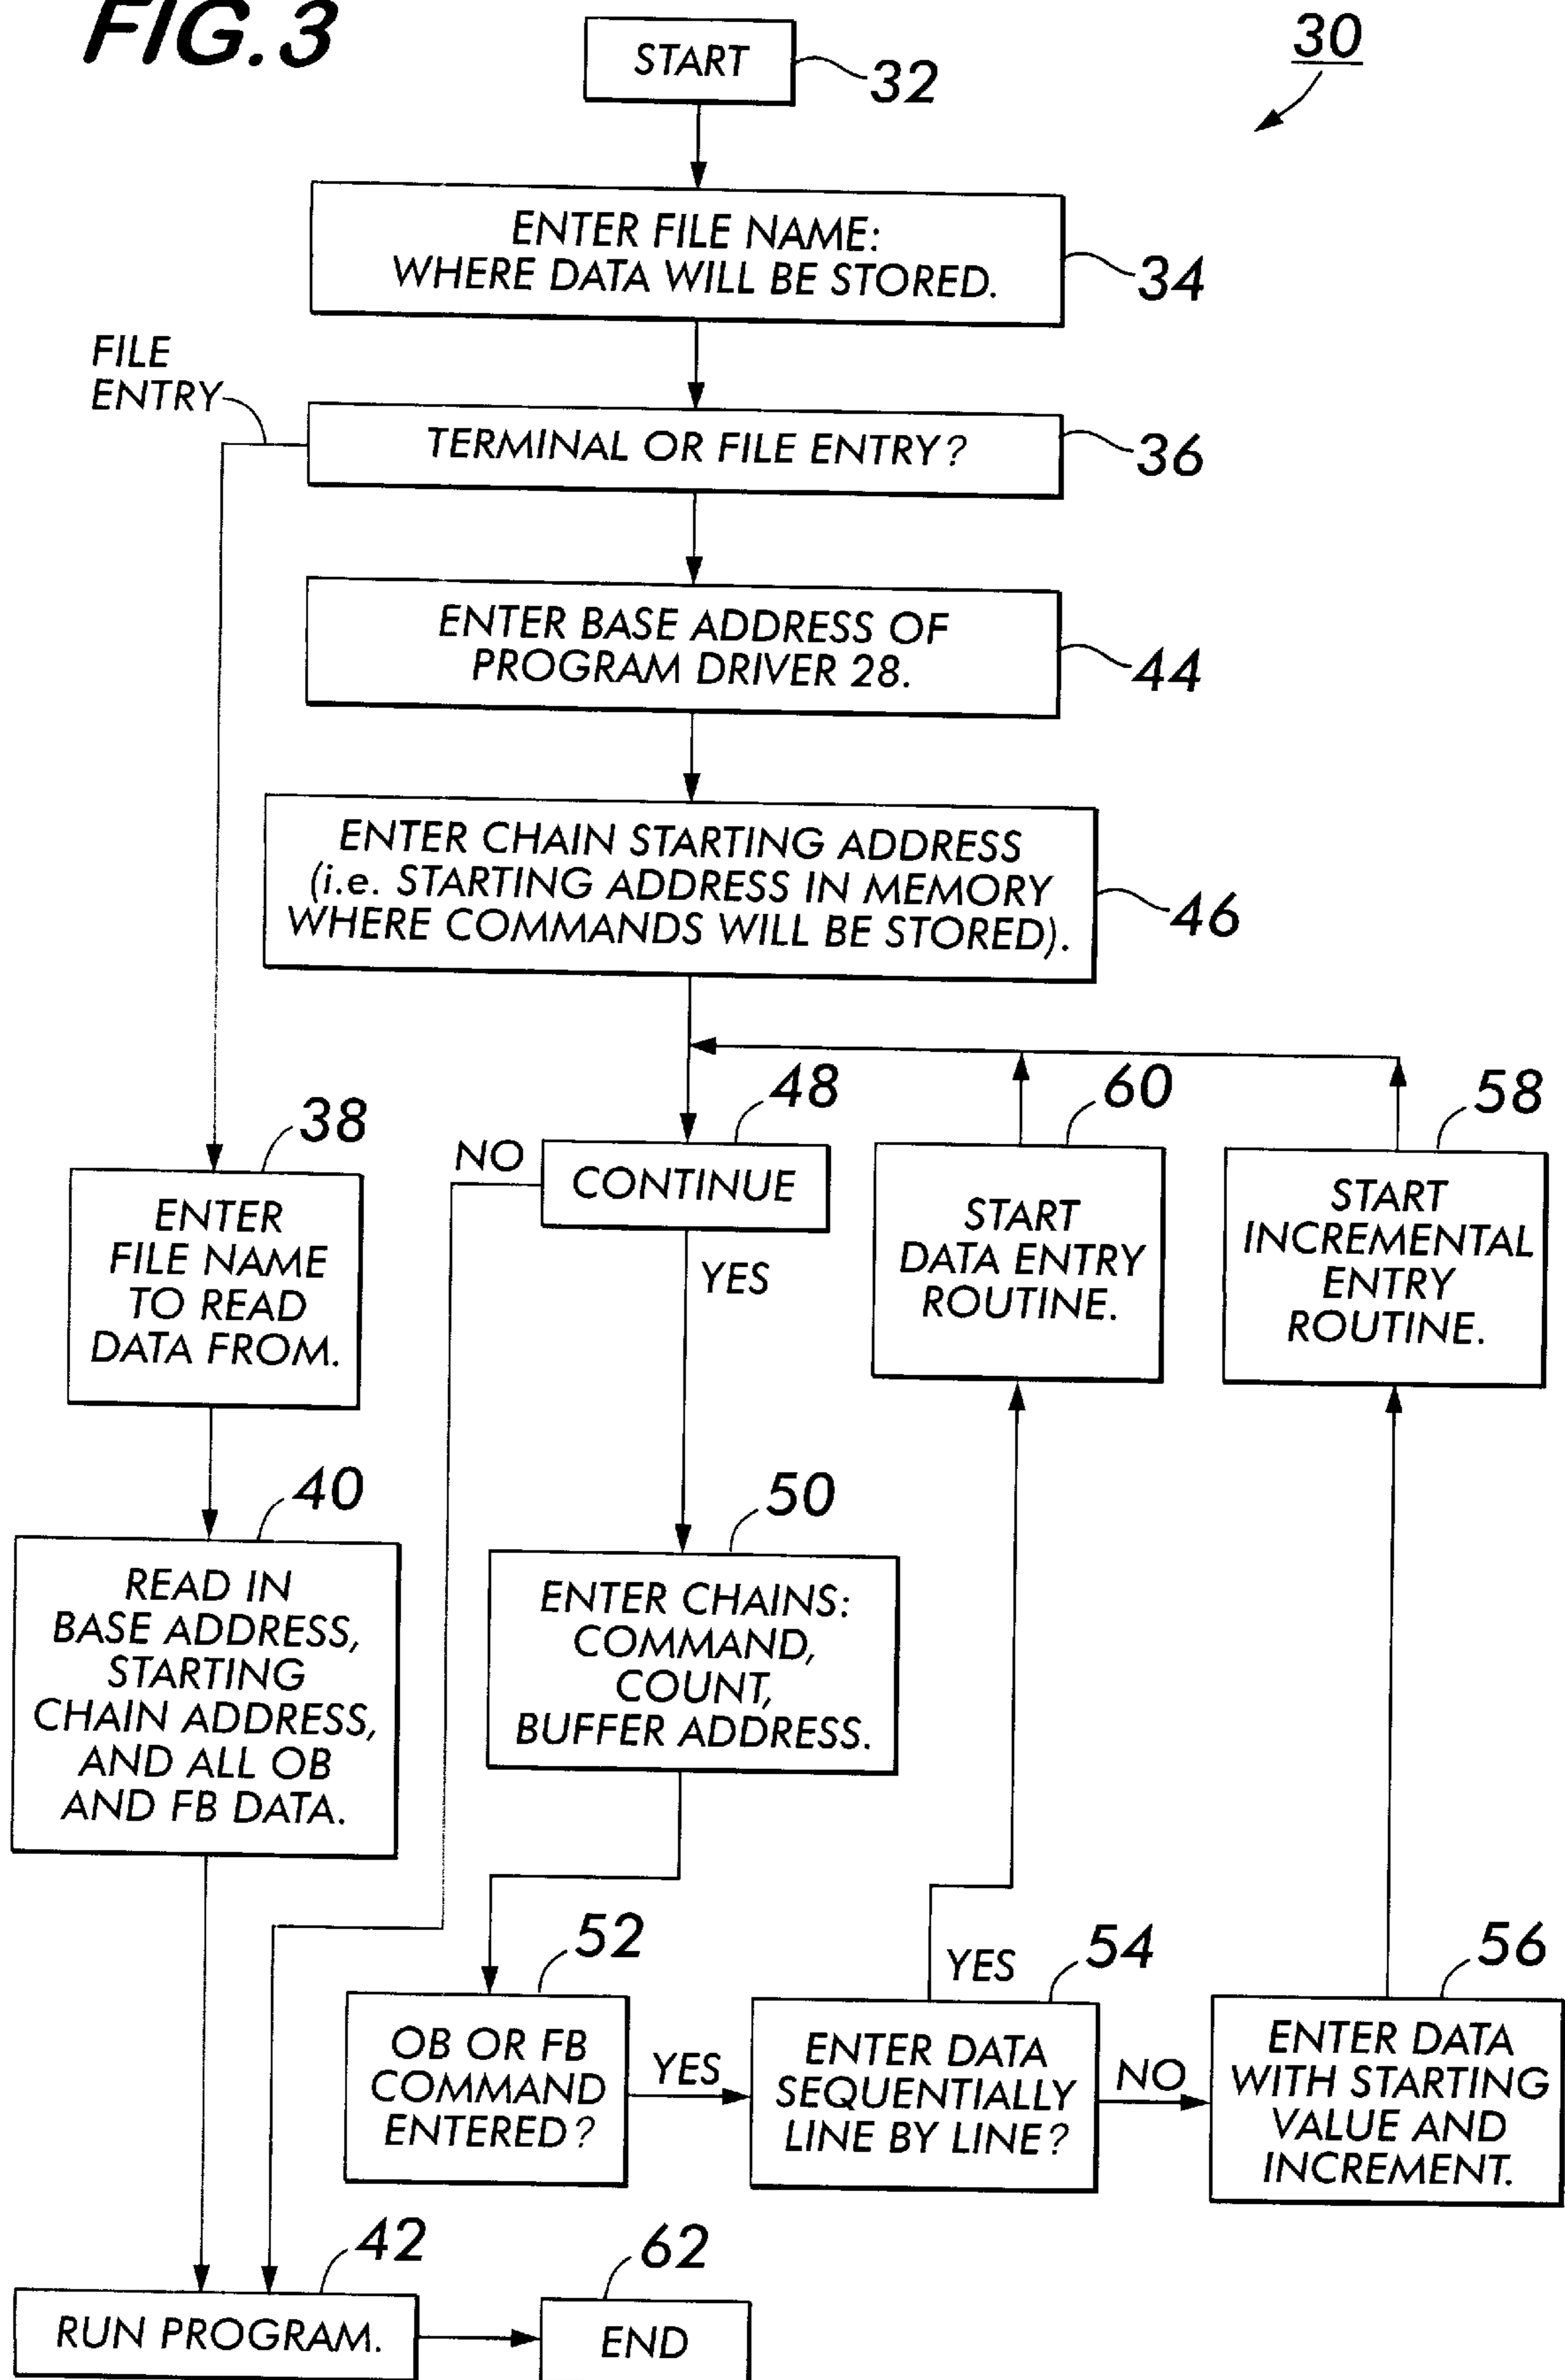 FIG.3
30
START
32
ENTER FILE NAME:
WHERE DATA WILL BE STORED.
34
FILE
ENTRY
TERMINAL OR FILE ENTRY?
36
ENTER BASE ADDRESS OF
PROGRAM DRIVER 28.
44
ENTER CHAIN STARTING ADDRESS
(i.e. STARTING ADDRESS IN MEMORY
WHERE COMMANDS WILL BE STORED).
46
38
ENTER
FILE NAME
TO READ
DATA FROM.
NO
48
CONTINUE
YES
60
START
DATA ENTRY
ROUTINE.
58
START
INCREMENTAL
ENTRY
ROUTINE.
40
READ IN
BASE ADDRESS,
STARTING
CHAIN ADDRESS,
AND ALL OB
AND FB DATA.
50
ENTER CHAINS:
COMMAND,
COUNT,
BUFFER ADDRESS.
52
OB OR FB
COMMAND
ENTERED?
YES
YES
54
ENTER DATA
SEQUENTIALLY
LINE BY LINE?
NO
56
ENTER DATA
WITH STARTING
VALUE AND
INCREMENT.
42
RUN PROGRAM.
62
END